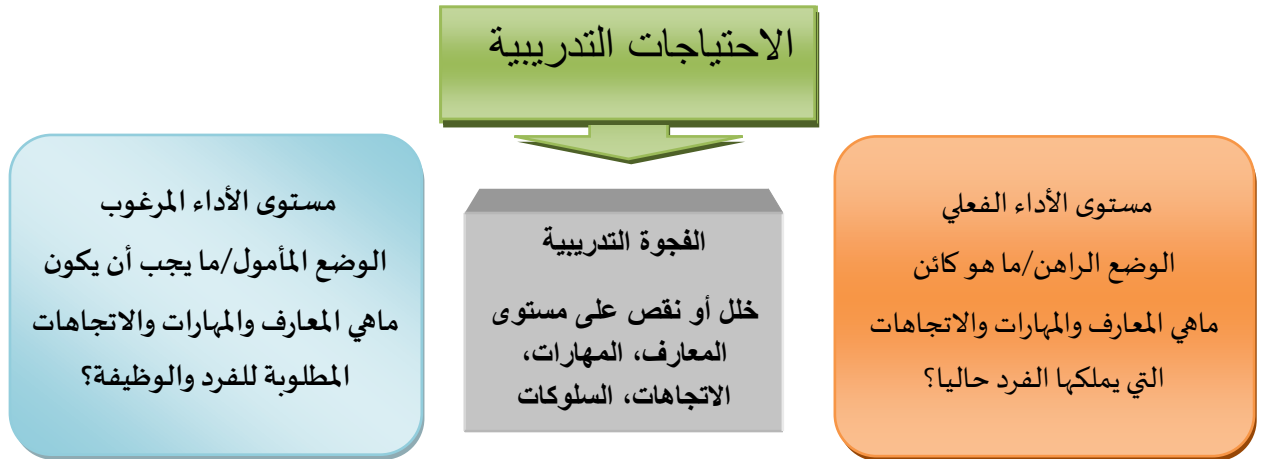 الاحتياجات التدريبية
مستوى الأداء الفعلي
الوضع الراهن/ما هو كائن
ماهي المعارف والمهارات والاتجاهات
التي يملكها الفرد حاليا؟
الفجوة التدريبية
خلل أو نقص على مستوى
المعارف، المهارات،
الاتجاهات، السلوكات
مستوى الأداء المرغوب
الوضع المأمول/ما يجب أن يكون
ماهي المعارف والمهارات والاتجاهات
المطلوبة للفرد والوظيفة؟